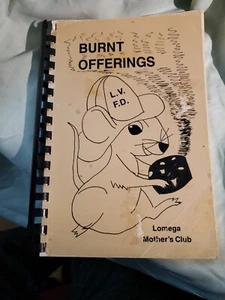 BURNT
OFFERINGS
L.V.
F.D.
Lomega
Mother's Club